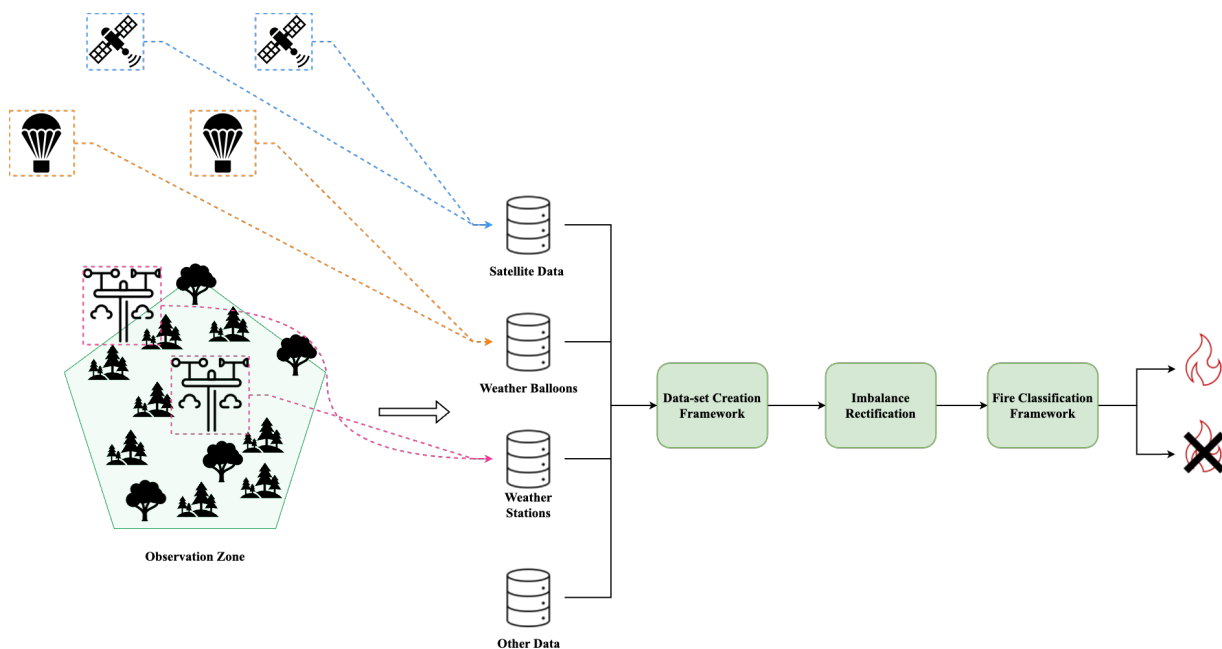 Satellite Data
Weather Balloons
Data-set Creation
Framework
Imbalance
Rectification
Fire Classification
Framework
Weather
Stations
Observation Zone
Other Data